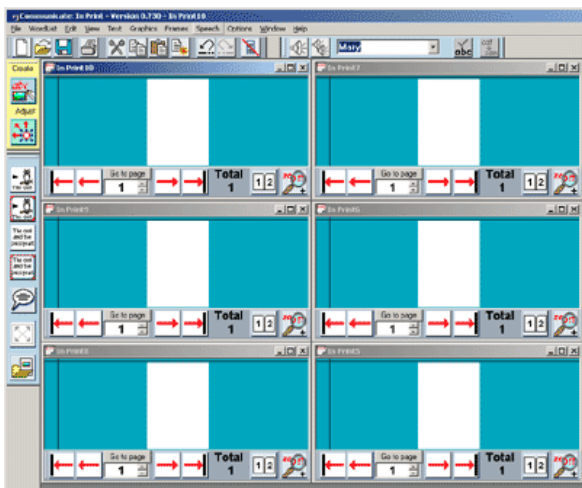 Communicate: In Print - Version 0.730 - In Print10
File WordList Edit View Text Graphics Frames Speech Options Window Help
Mary
abc
Create
Adjust
In Print10
Go to page
1
Total
1
1 2
In Print7
Go to page
1
Total
1
1 2
In Print9
Go to page
1
Total
1
1 2
In Print6
Go to page
1
Total
1
1 2
Go to page
1
Total
1
1 2
In Print5
Go to page
1
Total
1
1 2